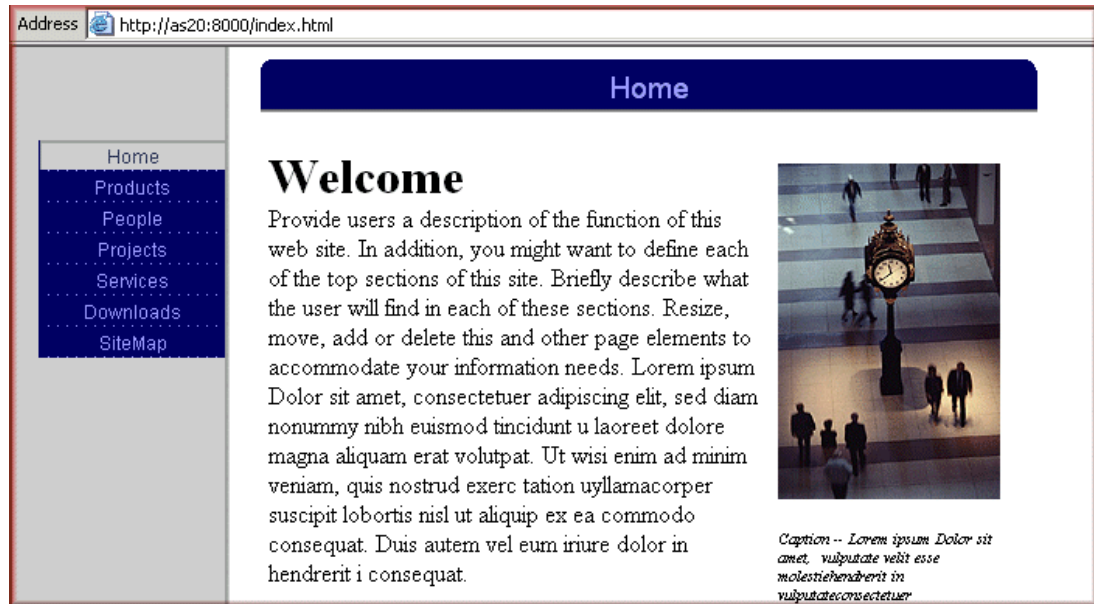 Address http://as20:8000/index.html
Home
Home
Products
People
Projects
Services
Downloads
SiteMap
Welcome
Provide users a description of the function of this
web site. In addition, you might want to define each
of the top sections of this site. Briefly describe what
the user will find in each of these sections. Resize,
move, add or delete this and other page elements to
accommodate your information needs. Lorem ipsum
Dolor sit amet, consectetuer adipiscing elit, sed diam
nonummy nibh euismod tincidunt u laoreet dolore
magna aliquam erat volutpat. Ut wisi enim ad minim
veniam, quis nostrud exerc tation uyllamacorper
suscipit lobortis nisl ut aliquip ex ea commodo
consequat. Duis autem vel eum iriure dolor in
hendrerit i consequat.
Caption -- Lorem ipsum Dolor sit
amet, vulputate velit esse
molestiehendrerit in
vulputateconsectetuer